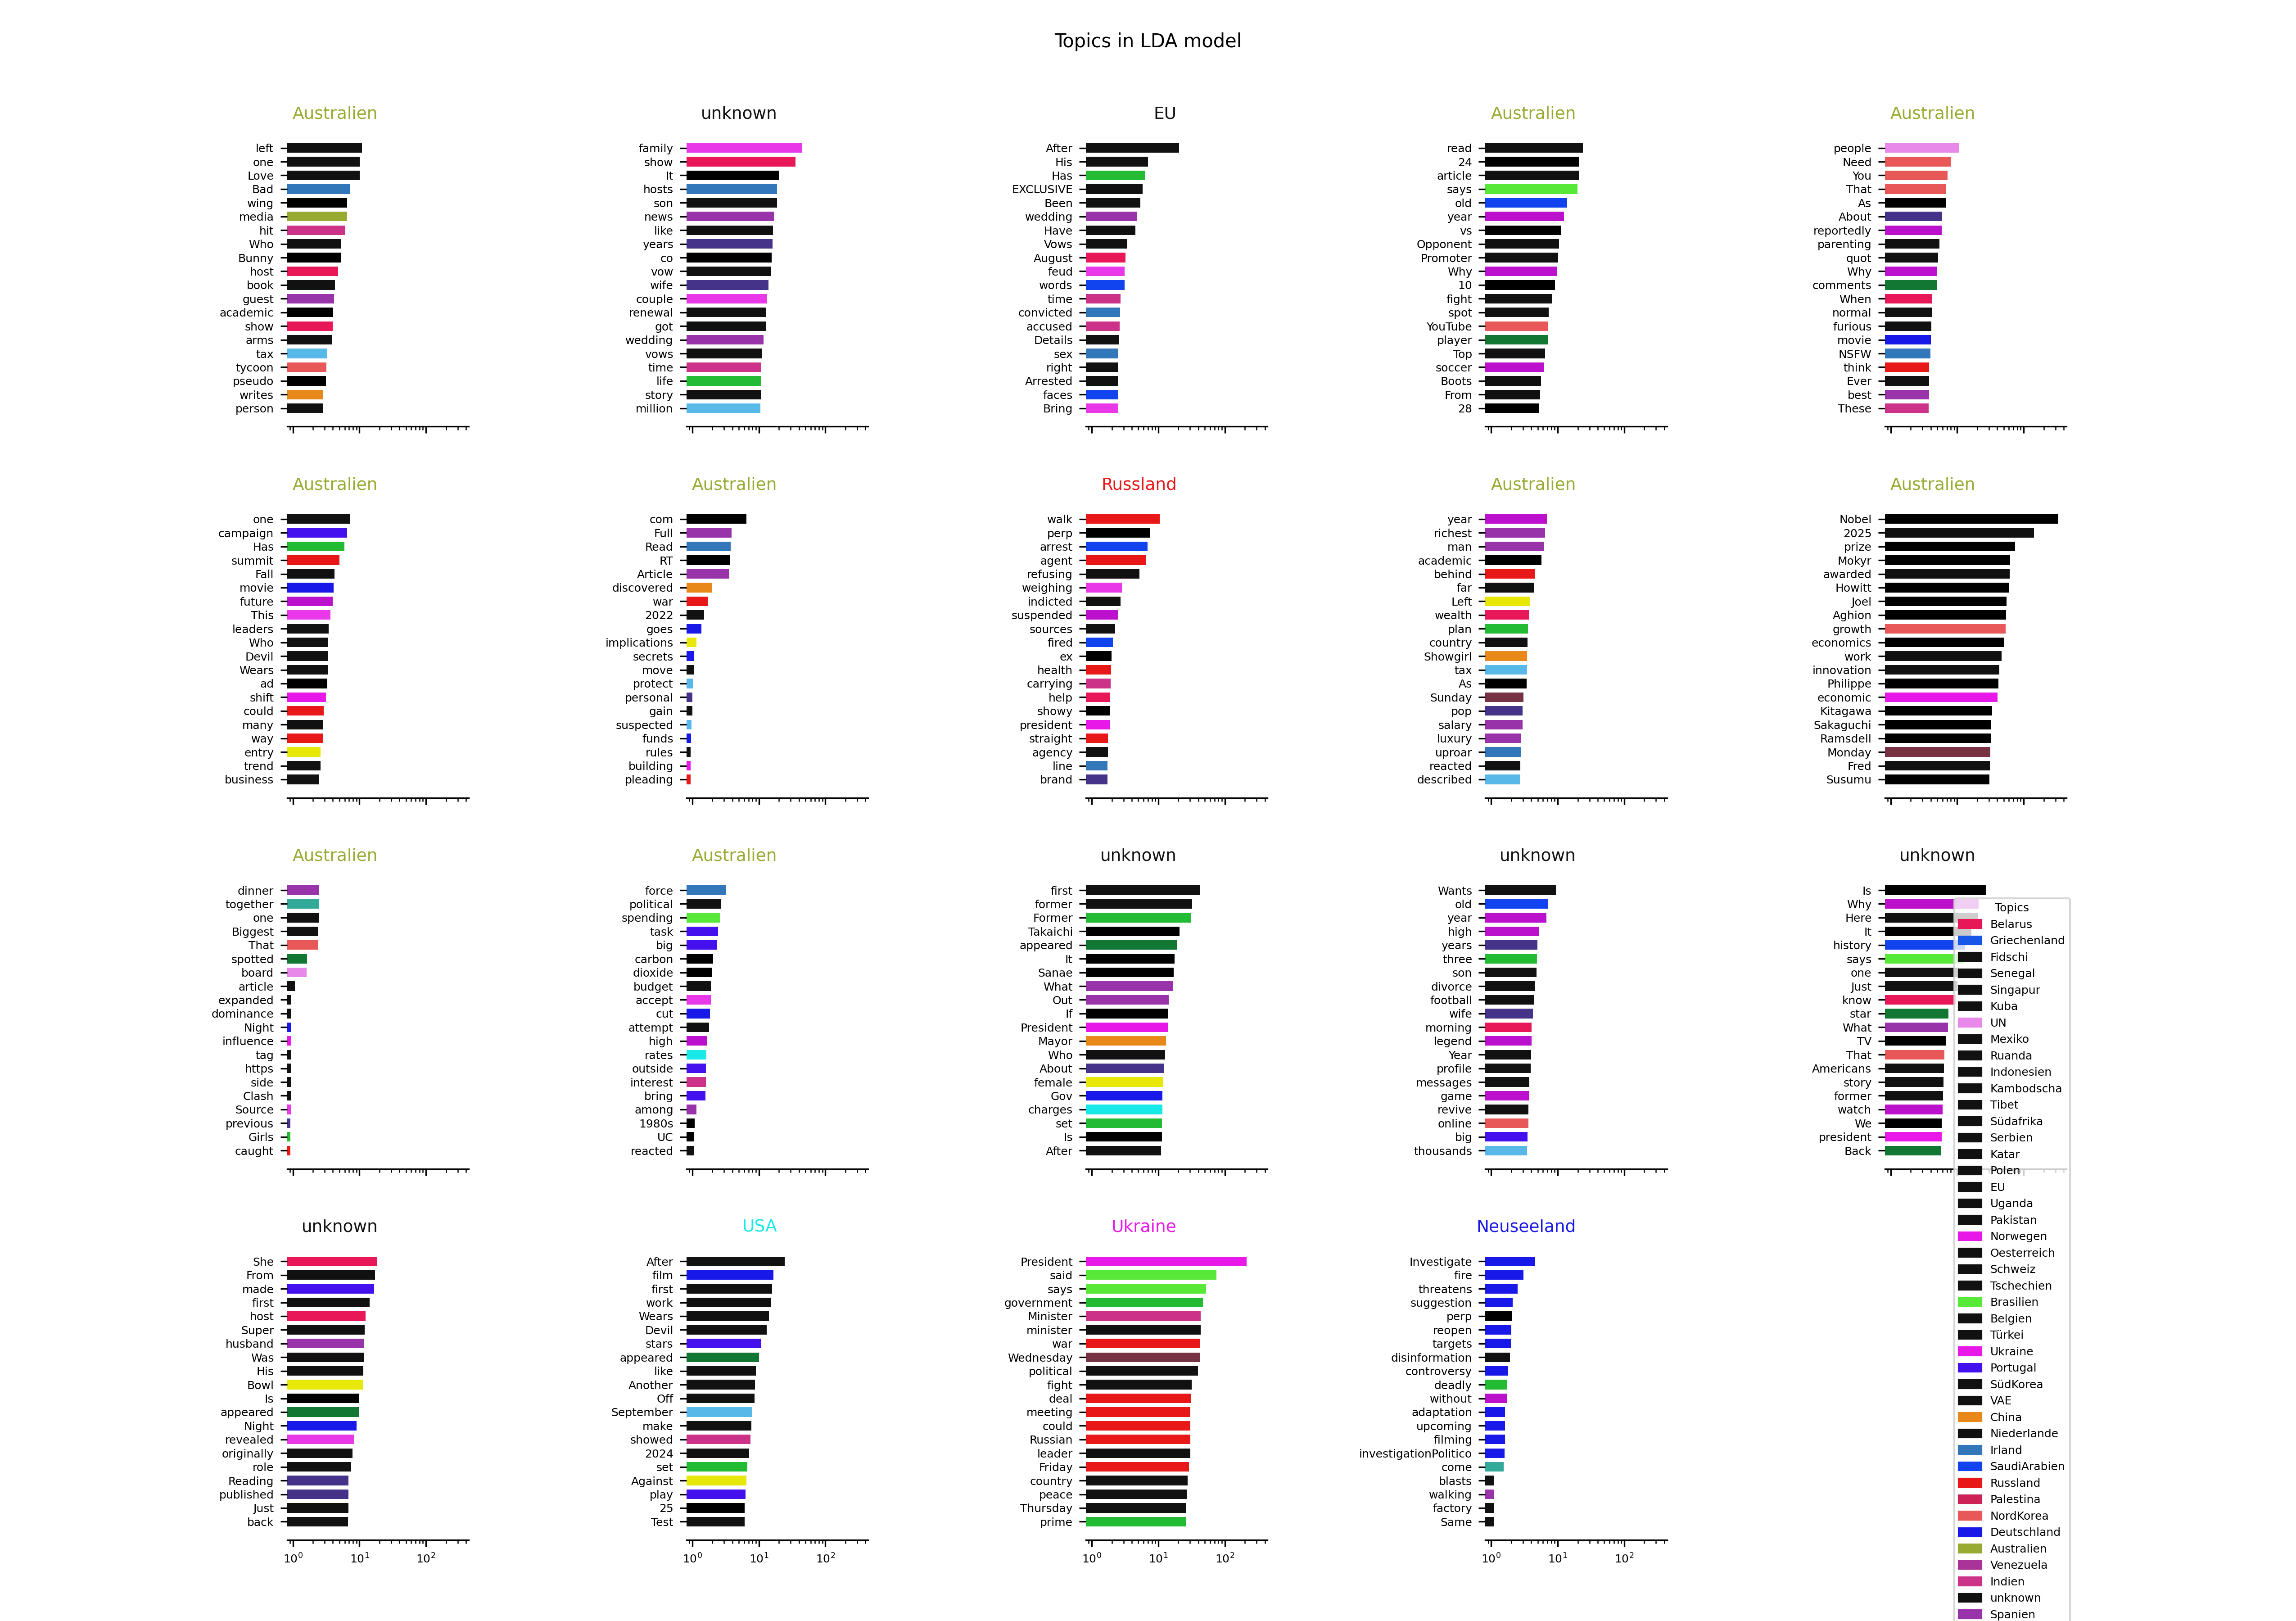 Topics in LDA model
Australien
left
one
Love
Bad
wing
media
hit
Who
Bunny
host
book
guest
academic
show
arms
tax
tycoon
pseudo
writes
person
unknown
family
show
It
hosts
son
news
like
years
co
vow
wife
couple
renewal
got
wedding
vows
time
life
story
million
EU
After
His
Has
EXCLUSIVE
Been
wedding
Have
Vows
August
feud
words
time
convicted
accused
Details
sex
right
Arrested
faces
Bring
Australien
read
24
article
says
old
year
vs
Opponent
Promoter
Why
10
fight
spot
YouTube
player
Top
soccer
Boots
From
28
Australien
people
Need
You
That
As
About
reportedly
parenting
quot
Why
comments
When
normal
furious
movie
NSFW
think
Ever
best
These
Australien
one
campaign
Has
summit
Fall
movie
future
This
leaders
Who
Devil
Wears
ad
shift
could
many
way
entry
trend
business
Australien
com
Full
Read
RT
Article
discovered
war
2022
goes
implications
secrets
move
protect
personal
gain
suspected
funds
rules
building
pleading
Russland
walk
perp
arrest
agent
refusing
weighing
indicted
suspended
sources
fired
ex
health
carrying
help
showy
president
straight
agency
line
brand
Australien
year
richest
man
academic
behind
far
Left
wealth
plan
country
Showgirl
tax
As
Sunday
pop
salary
luxury
uproar
reacted
described
Australien
Nobel
2025
prize
Mokyr
awarded
Howitt
Joel
Aghion
growth
economics
work
innovation
Philippe
economic
Kitagawa
Sakaguchi
Ramsdell
Monday
Fred
Susumu
Australien
dinner
together
one
Biggest
That
spotted
board
article
expanded
dominance
Night
influence
tag
https
side
Clash
Source
previous
Girls
caught
Australien
force
political
spending
task
big
carbon
dioxide
budget
accept
cut
attempt
high
rates
outside
interest
bring
among
1980s
UC
reacted
unknown
first
former
Former
Takaichi
appeared
It
Sanae
What
Out
If
President
Mayor
Who
About
female
Gov
charges
set
Is
After
unknown
Wants
old
year
high
years
three
son
divorce
football
wife
morning
legend
Year
profile
messages
game
revive
online
big
thousands
unknown
Is
Why
Here
It
history
says
one
Just
know
star
What
TV
That
Americans
story
former
watch
We
president
Back
unknown
She
From
made
first
host
Super
husband
Was
His
Bowl
Is
appeared
Night
revealed
originally
role
Reading
published
Just
back
10⁰ 10¹ 10²
USA
After
film
first
work
Wears
Devil
stars
appeared
like
Another
Off
September
make
showed
2024
set
Against
play
25
Test
10⁰ 10¹ 10²
Ukraine
President
said
says
government
Minister
minister
war
Wednesday
political
fight
deal
meeting
could
Russian
leader
Friday
country
peace
Thursday
prime
10⁰ 10¹ 10²
Neuseeland
Investigate
fire
threatens
suggestion
perp
reopen
targets
disinformation
controversy
deadly
without
adaptation
upcoming
filming
investigationPolitico
come
blasts
walking
factory
Same
10⁰ 10¹ 10²
Topics
Belarus
Griechenland
Fidschi
Senegal
Singapur
Kuba
UN
Mexiko
Ruanda
Indonesien
Kambodscha
Tibet
Südafrika
Serbien
Katar
Polen
EU
Uganda
Pakistan
Norwegen
Oesterreich
Schweiz
Tschechien
Brasilien
Belgien
Türkei
Ukraine
Portugal
SüdKorea
VAE
China
Niederlande
Irland
SaudiArabien
Russland
Palestina
NordKorea
Deutschland
Australien
Venezuela
Indien
unknown
Spanien